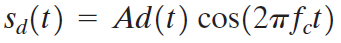 s_d(t) = Ad(t) cos(2πf_ct)